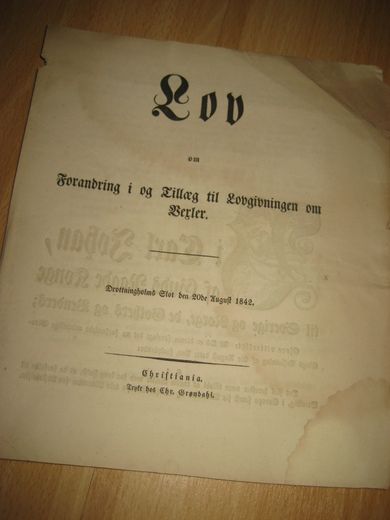 Lov
om
Forandring i og Tillæg til Lovgivningen om
Vexler.
Drottningholms Slot den 20de August 1842.
Christiania.
Trykt hos Chr. Grøndahl.